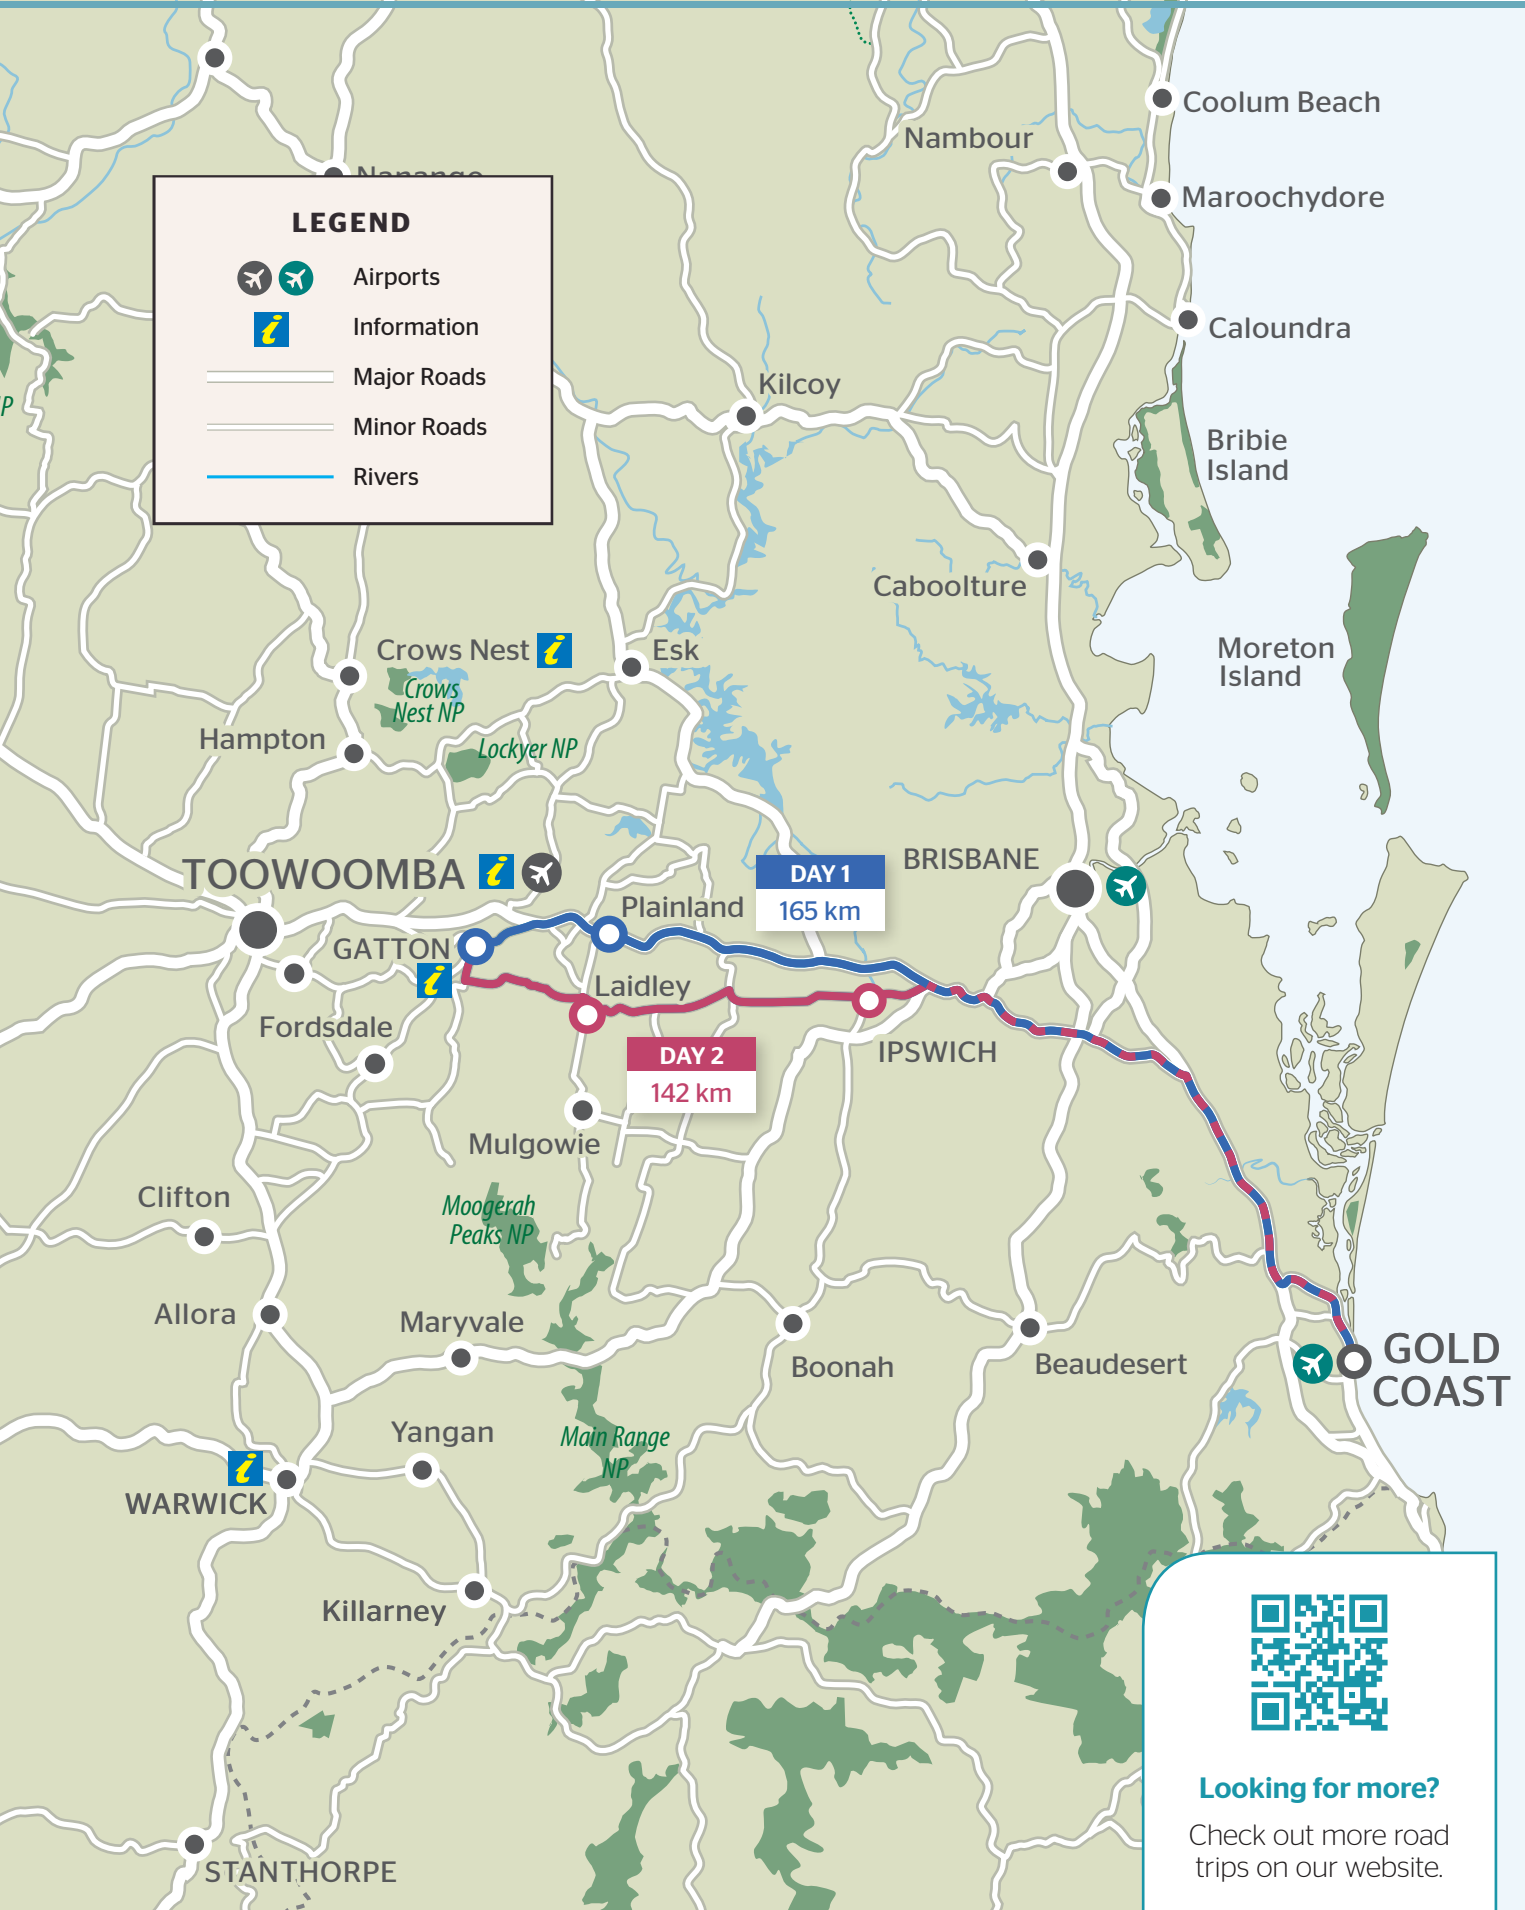 Coolum Beach
Nambour
Nanango
Maroochydore
LEGEND
Airports
Information
Major Roads
Minor Roads
Rivers
Caloundra
Kilcoy
P
Bribie
Island
Caboolture
Moreton
Island
Crows Nest
Esk
Crows
Nest NP
Hampton
Lockyer NP
TOOWOOMBA
BRISBANE
DAY 1
165 km
Plainland
GATTON
Laidley
Fordsdale
IPSWICH
DAY 2
142 km
Mulgowie
Clifton
Moogerah
Peaks NP
Allora
Maryvale
Boonah
Beaudesert
GOLD
COAST
Yangan
Main Range
NP
WARWICK
Killarney
STANTHORPE
Looking for more?
Check out more road
trips on our website.